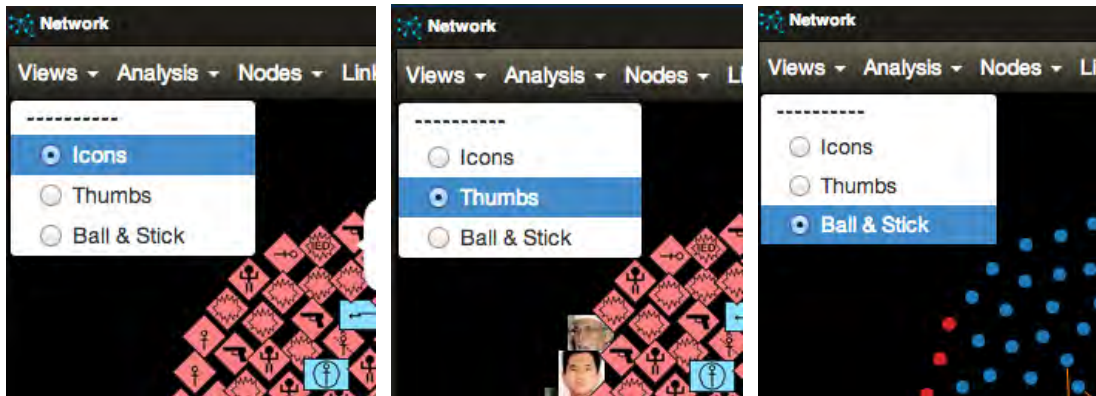 Network
Views Analysis Nodes Lin
----------
Icons
Thumbs
Ball & Stick
IED
Network
Views Analysis Nodes L
----------
Icons
Thumbs
Ball & Stick
IED
Network
Views Analysis Nodes Li
----------
Icons
Thumbs
Ball & Stick